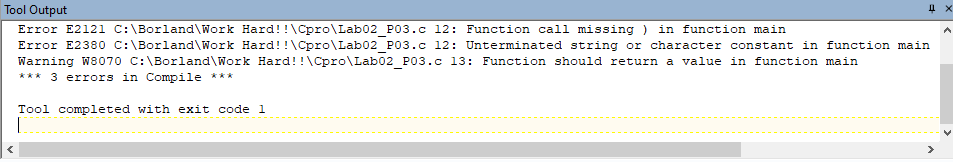 Tool Output
Error E2121 C:\Borland\Work Hard!!\Cpro\Lab02_P03.c 12: Function call missing ) in function main
Error E2380 C:\Borland\Work Hard!!\Cpro\Lab02_P03.c 12: Unterminated string or character constant in function main
Warning W8070 C:\Borland\Work Hard!!\Cpro\Lab02_P03.c 13: Function should return a value in function main
*** 3 errors in Compile ***
Tool completed with exit code 1